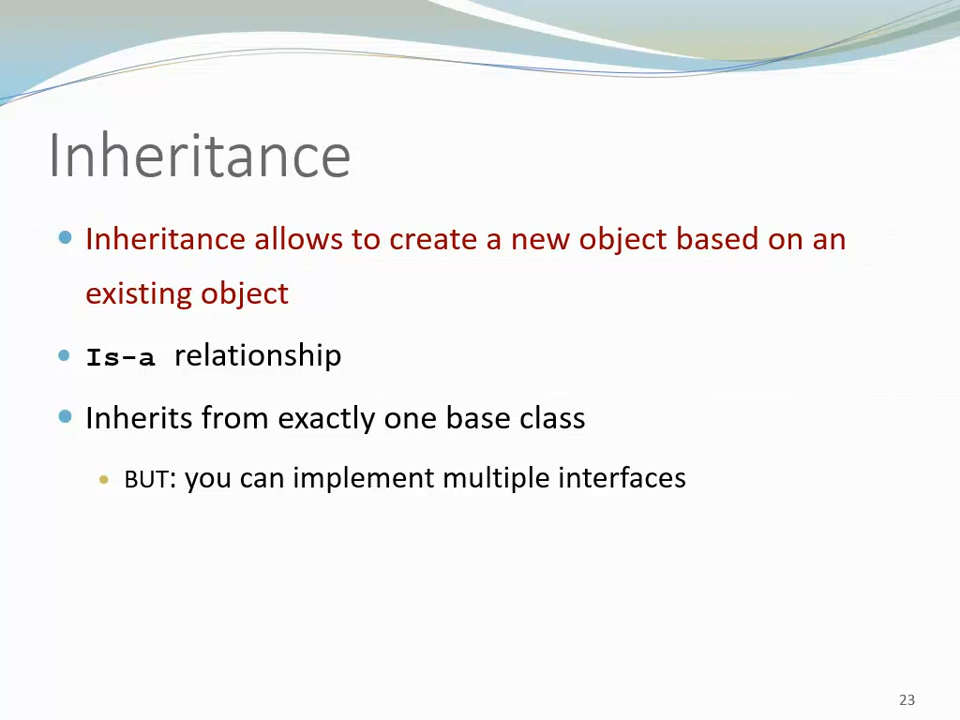 Inheritance
Inheritance allows to create a new object based on an
existing object
Is-a relationship
Inherits from exactly one base class
BUT: you can implement multiple interfaces
23